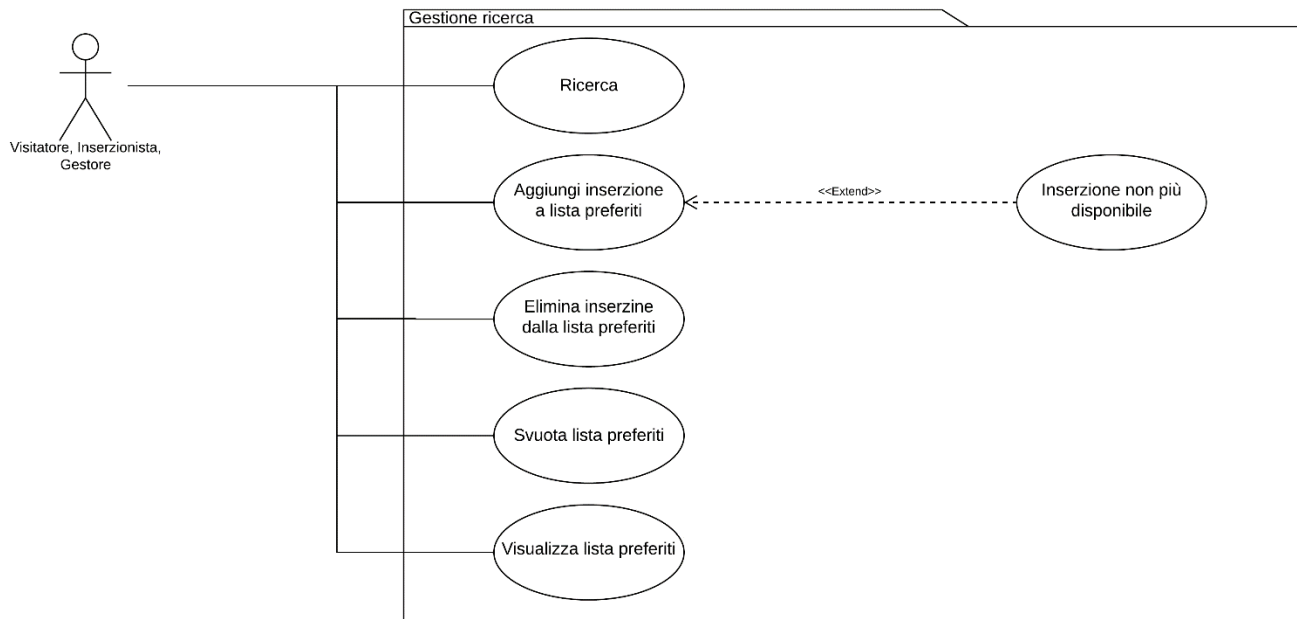 Gestione ricerca
Ricerca
Visitatore, Inserzionista,
Gestore
Aggiungi inserzione
a lista preferiti
<<Extend>>
Inserzione non più
disponibile
Elimina inserzine
dalla lista preferiti
Svuota lista preferiti
Visualizza lista preferiti